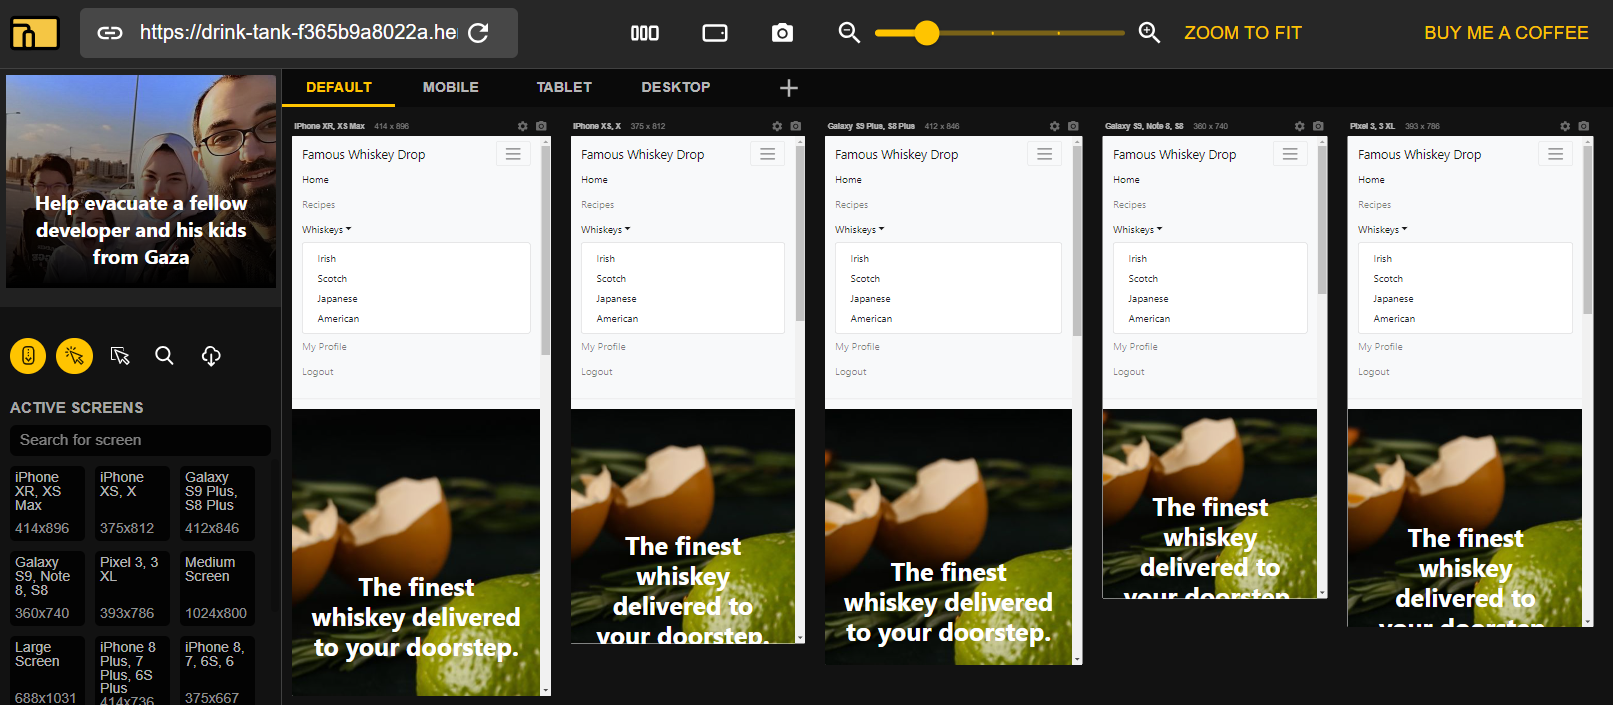 https://drink-tank-f365b9a8022a.he
ZOOM TO FIT
BUY ME A COFFEE
Help evacuate a fellow
developer and his kids
from Gaza
ACTIVE SCREENS
Search for screen
iPhone
XR, XS
Max
414x896
iPhone
XS, X
375x812
Galaxy
S9 Plus,
S8 Plus
412x846
Galaxy
S9, Note
8, S8
360x740
Pixel 3, 3
XL
393x786
Medium
Screen
1024x800
Large
Screen
688x1031
iPhone 8
Plus, 7
Plus, 6S
Plus
414x736
iPhone 8,
7, 6S, 6
375x667
DEFAULT
MOBILE
TABLET
DESKTOP
iPhone XR, XS Max 414 x 896
Famous Whiskey Drop
Home
Recipes
Whiskeys
Irish
Scotch
Japanese
American
My Profile
Logout
The finest
whiskey delivered
to your doorstep.
iPhone XS, X 375 x 812
Famous Whiskey Drop
Home
Recipes
Whiskeys
Irish
Scotch
Japanese
American
My Profile
Logout
The finest
whiskey
delivered to
your doorstep.
Galaxy S9 Plus, S8 Plus 412 x 846
Famous Whiskey Drop
Home
Recipes
Whiskeys
Irish
Scotch
Japanese
American
My Profile
Logout
The finest
whiskey delivered
to your doorstep.
Galaxy S9, Note 8, S8 360 x 740
Famous Whiskey Drop
Home
Recipes
Whiskeys
Irish
Scotch
Japanese
American
My Profile
Logout
The finest
whiskey
delivered to
your doorstep
Pixel 3, 3 XL 393 x 786
Famous Whiskey Drop
Home
Recipes
Whiskeys
Irish
Scotch
Japanese
American
My Profile
Logout
The finest
whiskey
delivered to
your doorstep